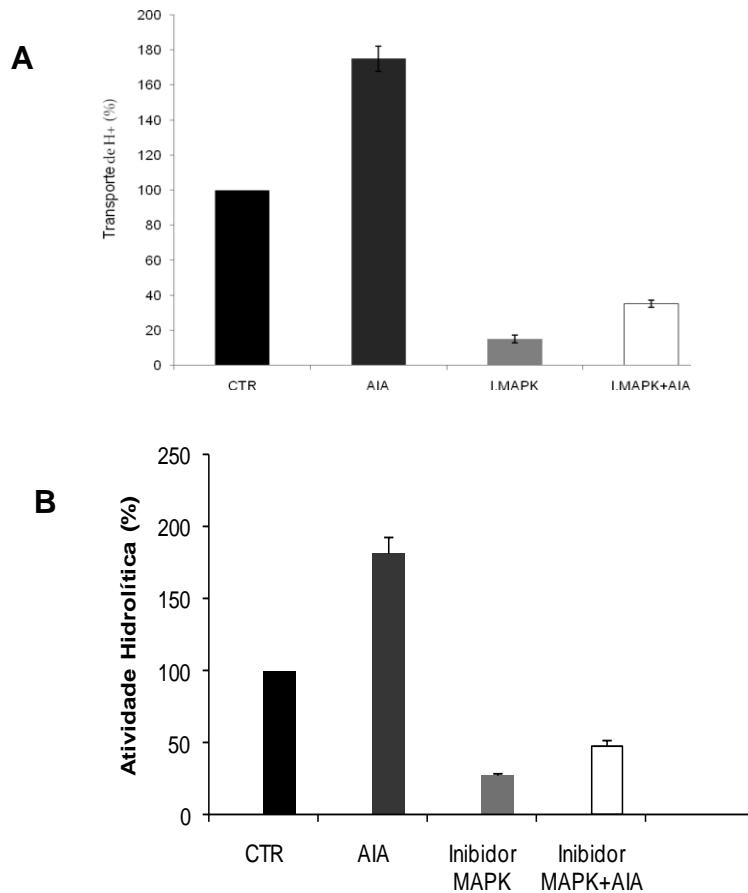 A
Transporte de H+ (%)
200
180
160
140
120
100
80
60
40
20
0
CTR AIA I.MAPK I.MAPK+AIA
B
Atividade Hidrolítica (%)
250
200
150
100
50
0
CTR AIA Inibidor Inibidor
MAPK MAPK+AIA